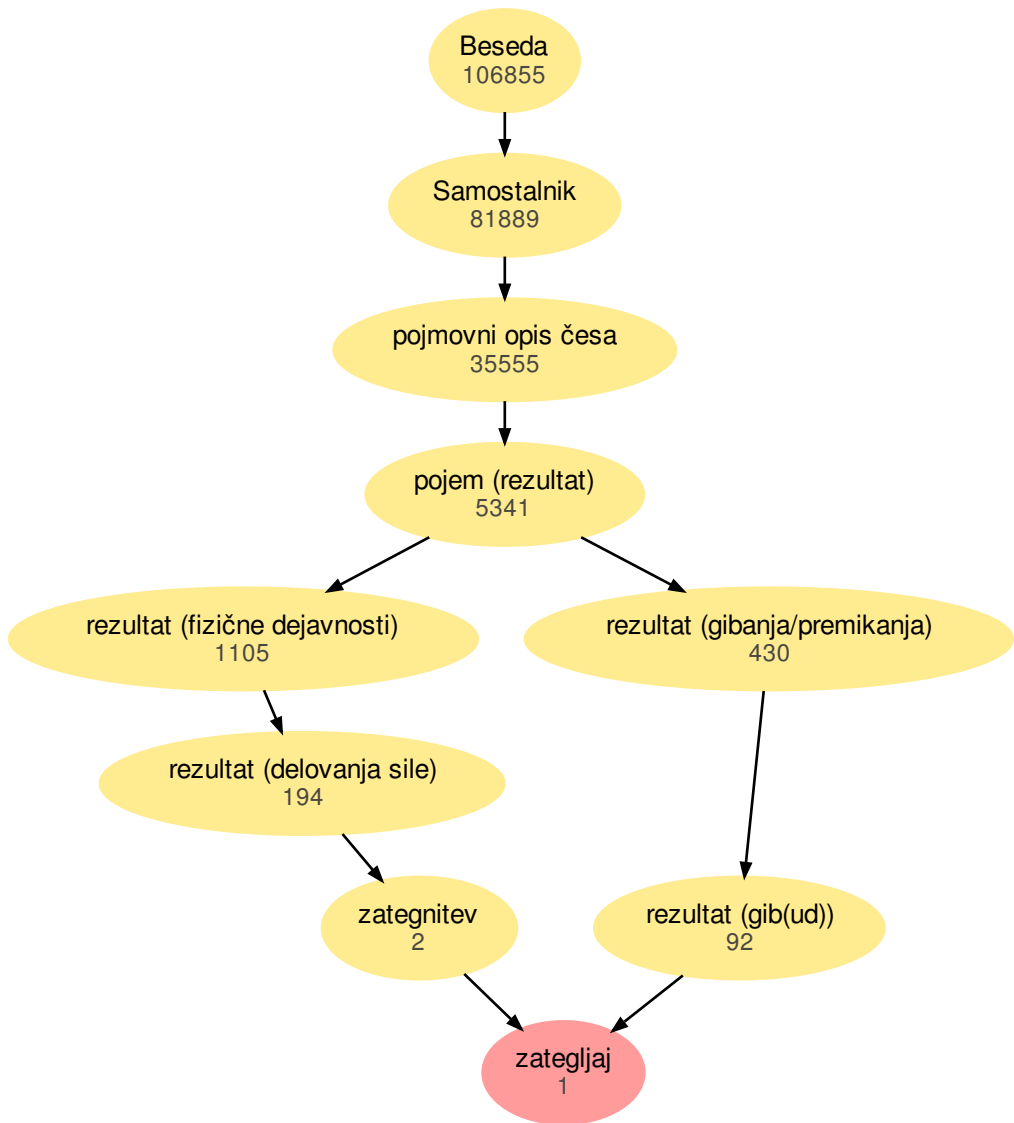 Beseda
106855
Samostalnik
81889
pojmovni opis česa
35555
pojem (rezultat)
5341
rezultat (fizične dejavnosti)
1105
rezultat (gibanja/premikanja)
430
rezultat (delovanja sile)
194
zategnitev
2
rezultat (gib(ud))
92
zategljaj
1